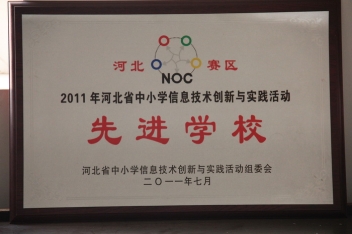 河北 赛区
NOC
2011年河北省中小学信息技术创新与实践活动
先进学校
河北省中小学信息技术创新与实践活动组委会
二〇一一年七月